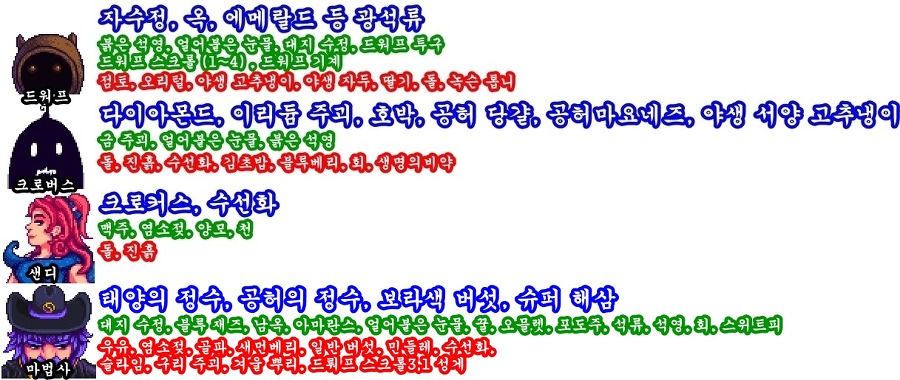 자수정, 옥, 에메랄드 등 광석류
붉은 석영, 얼어붙은 눈물, 대지 수정, 드워프 투구
드워프 스크롤 (1~4), 드워프 기계
점토, 오리털, 야생 고추냉이, 야생 자두, 딸기, 돌, 녹슨 톱니
드워프
다이아몬드, 이리듐 주괴, 호박, 공허 당걀, 공허마요네즈, 야생 서양 고추냉이
금 주괴, 얼어붙은 눈물, 붉은 석영
돌, 진흙, 수선화, 김초밥, 블루베리, 회, 생명의비약
크로버스
크로커스, 수선화
맥주, 염소젖, 양모, 천
돌, 진흙
샌디
태양의 정수, 공허의 정수, 보라색 버섯, 슈퍼 해삼
대지 수정, 블루 재즈, 남옥, 아마란스, 얼어붙은 눈물, 꿀, 오믈렛, 포도주, 석류, 석영, 회, 스위트피
우유, 염소젖, 골파, 새먼베리, 일반 버섯, 민들레, 수선화,
슬라임, 구리 주괴, 겨울 뿌리, 드워프 스크롤3,1 성게
마법사